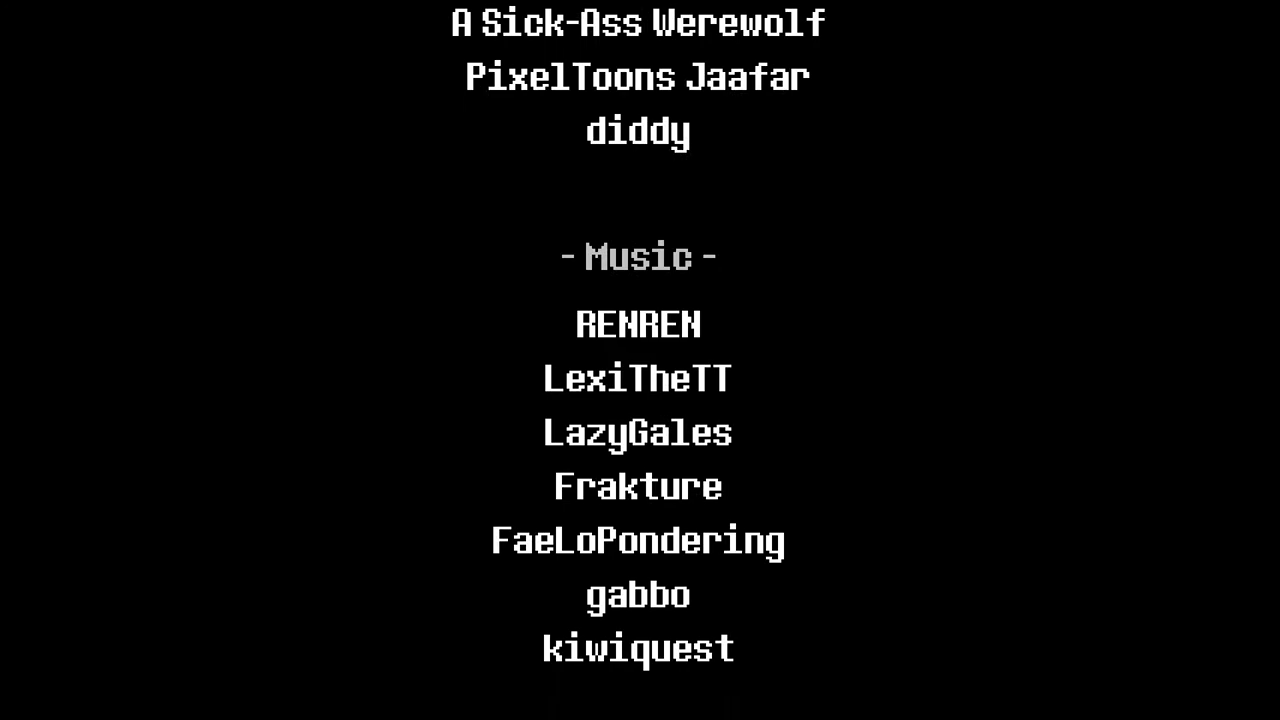 A Sick-Ass Werewolf
PixelToons Jaafar
diddy
- Music -
RENREN
LexiTheTT
LazyGales
Frakture
FaeLoPondering
gabbo
kiwiquest